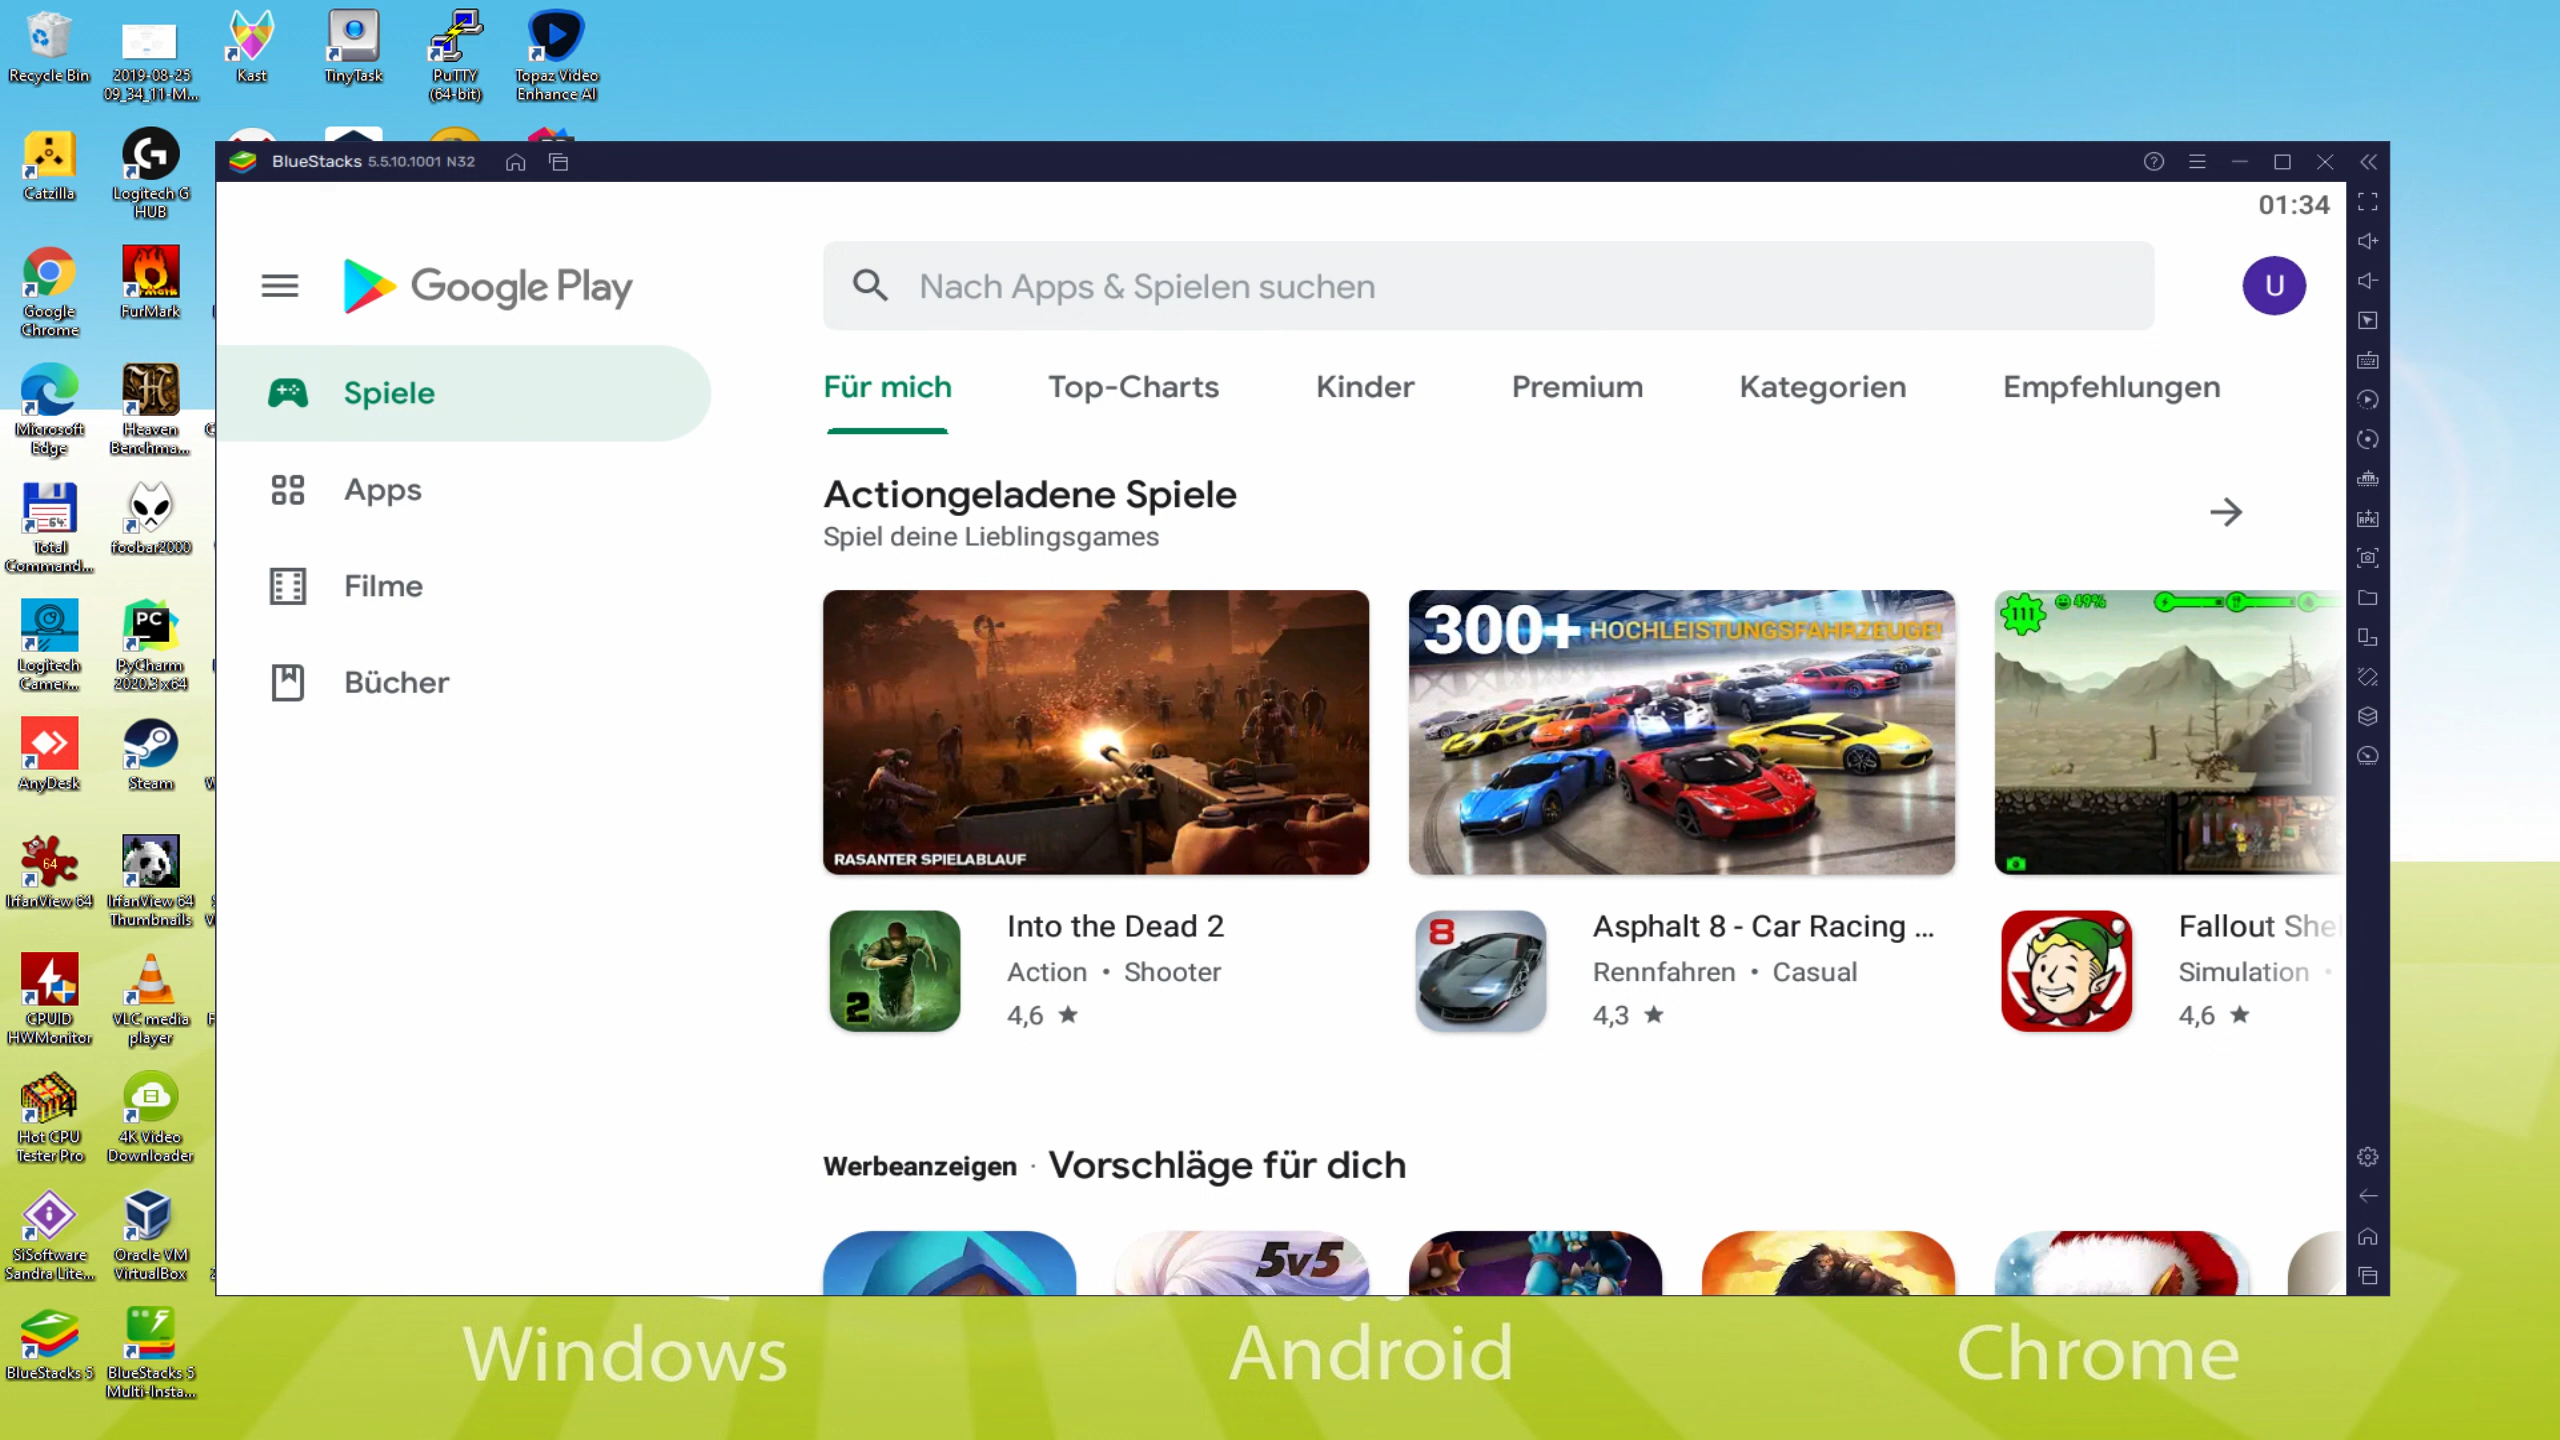 Recycle Bin
2019-08-25
09_34_11-M...
Kast
TinyTask
PuTTY
(64-bit)
Topaz Video
Enhance AI
Catzilla
Logitech G
HUB
Google
Chrome
FurMark
Microsoft
Edge
Heaven
Benchma...
Total
Command...
foobar2000
Logitech
Camer...
PyCharm
2020.3 x64
AnyDesk
Steam
IrfanView 64
IrfanView 64
Thumbnails
CPUID
HWMonitor
VLC media
player
Hot CPU
Tester Pro
4K Video
Downloader
SiSoftware
Sandra Lite...
Oracle VM
VirtualBox
BlueStacks 5
BlueStacks 5
Multi-Insta...
BlueStacks 5.5.10.1001 N32
01:34
Google Play
Nach Apps & Spielen suchen
U
Spiele
Apps
Filme
Bücher
Für mich
Top-Charts
Kinder
Premium
Kategorien
Empfehlungen
Actiongeladene Spiele
Spiel deine Lieblingsgames
RASANTER SPIELABLAUF
300+ HOCHLEISTUNGSFAHRZEUGE!
111
49%
2
Into the Dead 2
Action • Shooter
4,6 ★
8
Asphalt 8 - Car Racing ...
Rennfahren • Casual
4,3 ★
Fallout She
Simulation •
4,6 ★
Werbeanzeigen · Vorschläge für dich
5v5
Windows
Android
Chrome